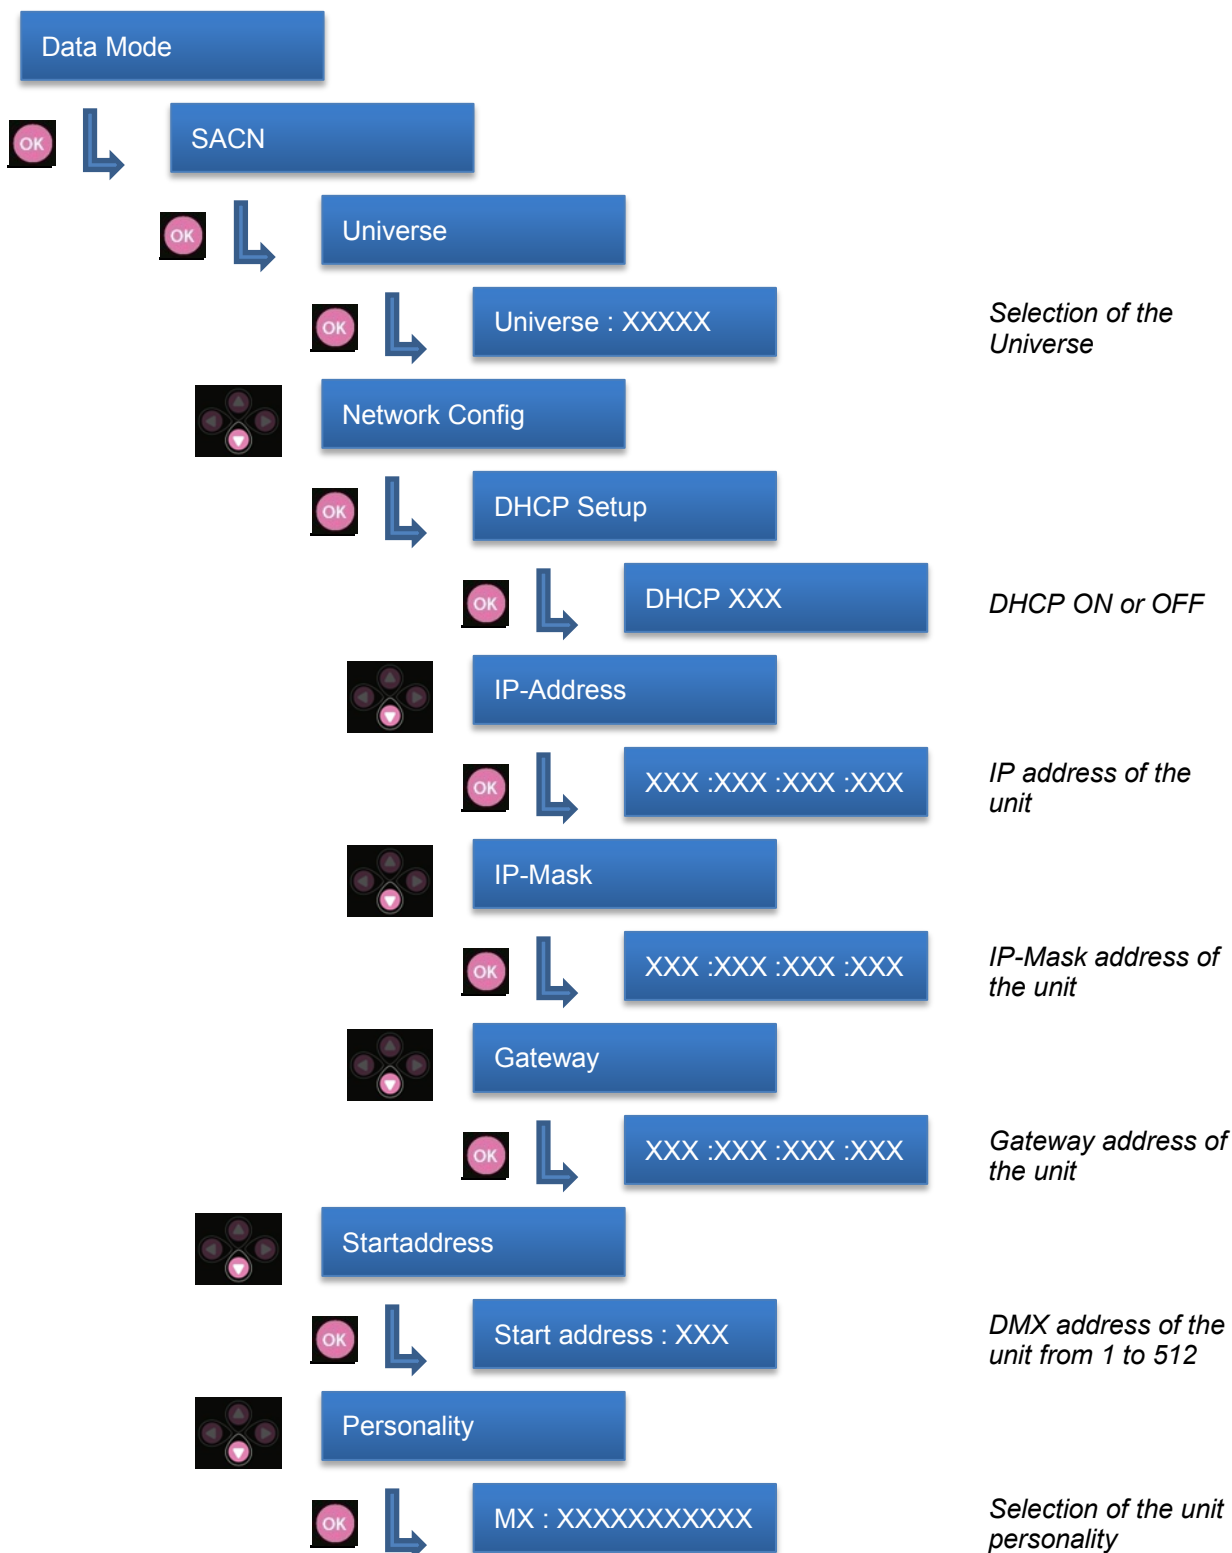 Data Mode
OK
SACN
OK
Universe
OK
Universe : XXXXX
Selection of the
Universe
Network Config
OK
DHCP Setup
OK
DHCP XXX
DHCP ON or OFF
IP-Address
OK
XXX :XXX :XXX :XXX
IP address of the
unit
IP-Mask
OK
XXX :XXX :XXX :XXX
IP-Mask address of
the unit
Gateway
OK
XXX :XXX :XXX :XXX
Gateway address of
the unit
Startaddress
OK
Start address : XXX
DMX address of the
unit from 1 to 512
Personality
OK
MX : XXXXXXXXXXX
Selection of the unit
personality